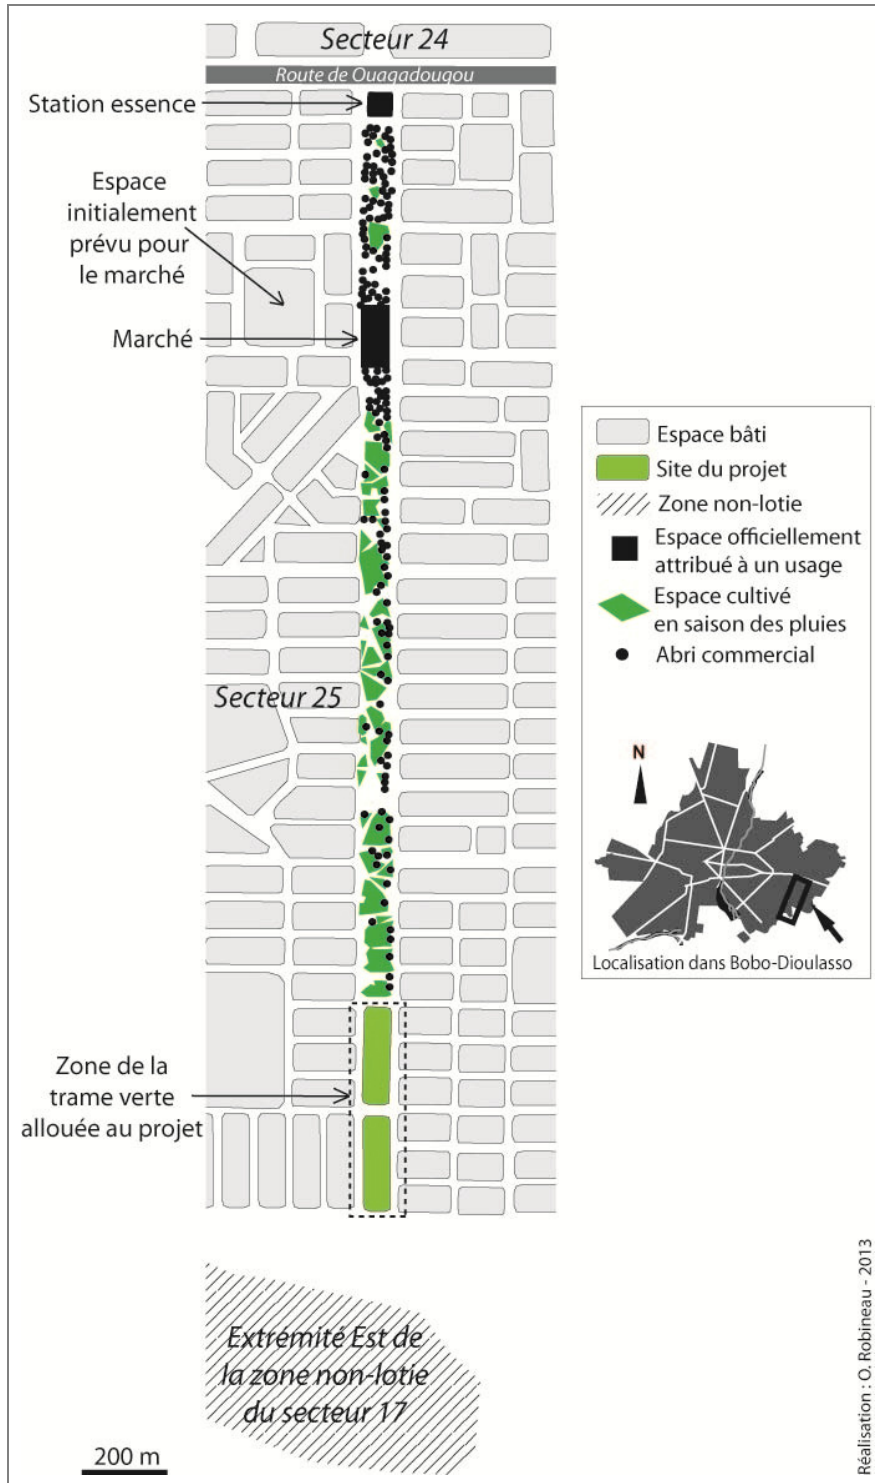 Secteur 24
Route de Ouagadougou
Station essence
Espace
initialement
prévu pour
le marché
Marché
Espace bâti
Site du projet
Zone non-lotie
Espace officiellement
attribué à un usage
Espace cultivé
en saison des pluies
Abri commercial
Secteur 25
N
Localisation dans Bobo-Dioulasso
Zone de la
trame verte
allouée au projet
Extrémité Est de
la zone non-lotie
du secteur 17
200 m
Réalisation : O. Robineau - 2013